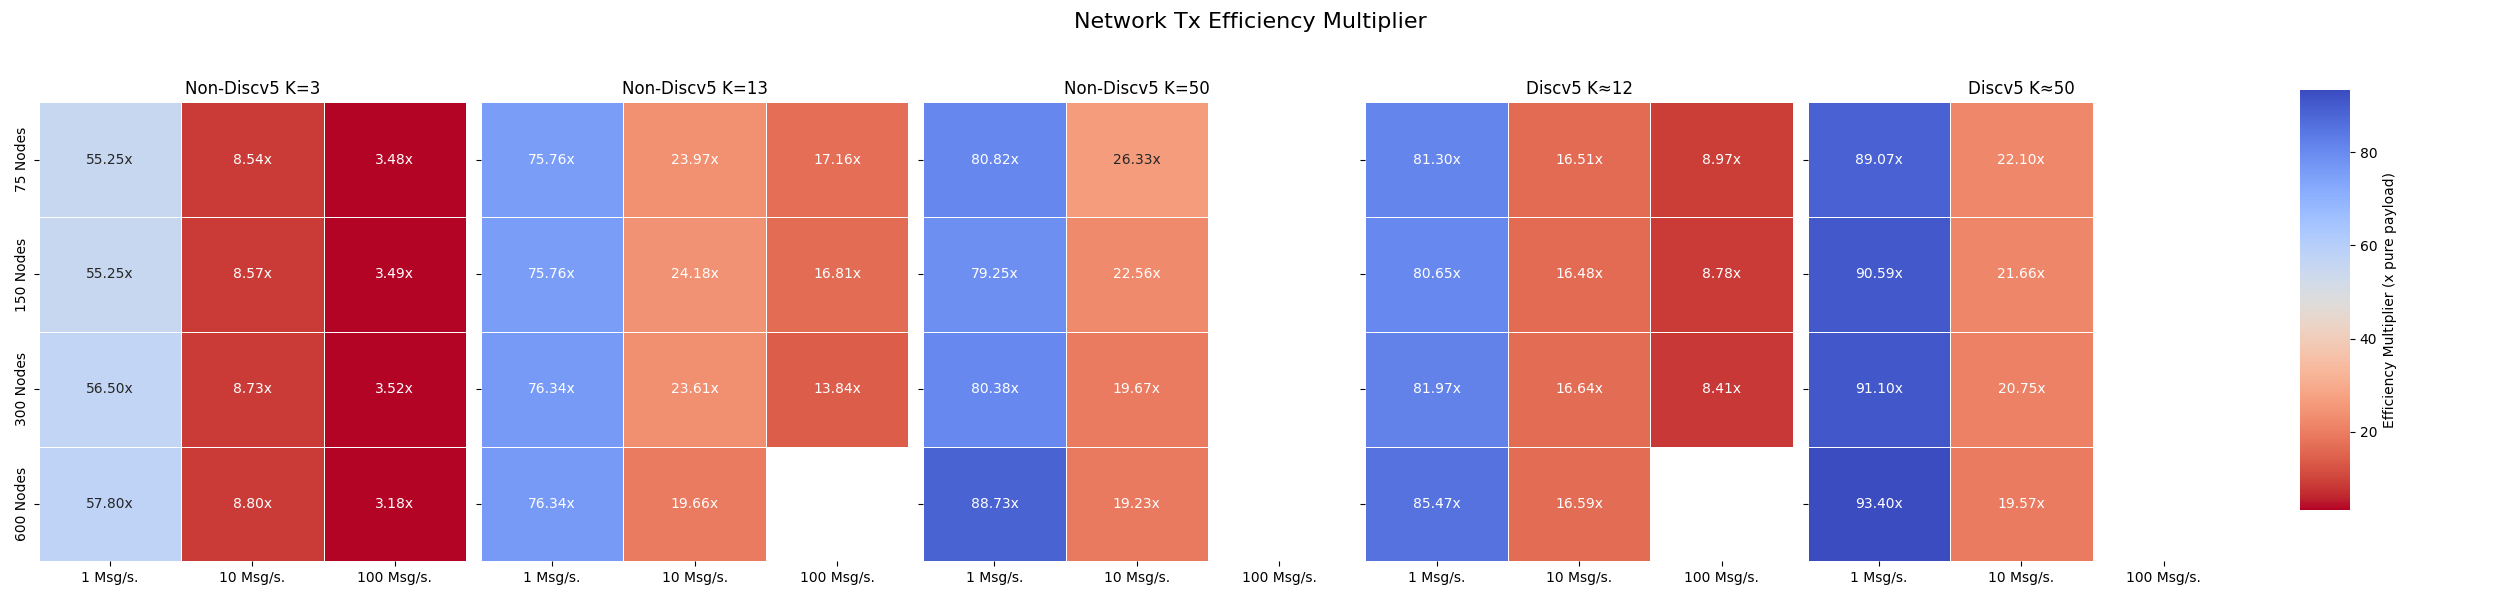 Network Tx Efficiency Multiplier
Non-Discv5 K=3
Non-Discv5 K=13
Non-Discv5 K=50
Discv5 K≈12
Discv5 K≈50
75 Nodes
55.25x 8.54x 3.48x
75.76x 23.97x 17.16x
80.82x 26.33x
81.30x 16.51x 8.97x
89.07x 22.10x
150 Nodes
55.25x 8.57x 3.49x
75.76x 24.18x 16.81x
79.25x 22.56x
80.65x 16.48x 8.78x
90.59x 21.66x
300 Nodes
56.50x 8.73x 3.52x
76.34x 23.61x 13.84x
80.38x 19.67x
81.97x 16.64x 8.41x
91.10x 20.75x
600 Nodes
57.80x 8.80x 3.18x
76.34x 19.66x
88.73x 19.23x
85.47x 16.59x
93.40x 19.57x
1 Msg/s. 10 Msg/s. 100 Msg/s.
1 Msg/s. 10 Msg/s. 100 Msg/s.
1 Msg/s. 10 Msg/s. 100 Msg/s.
1 Msg/s. 10 Msg/s. 100 Msg/s.
1 Msg/s. 10 Msg/s. 100 Msg/s.
80
60
40
20
Efficiency Multiplier (x pure payload)